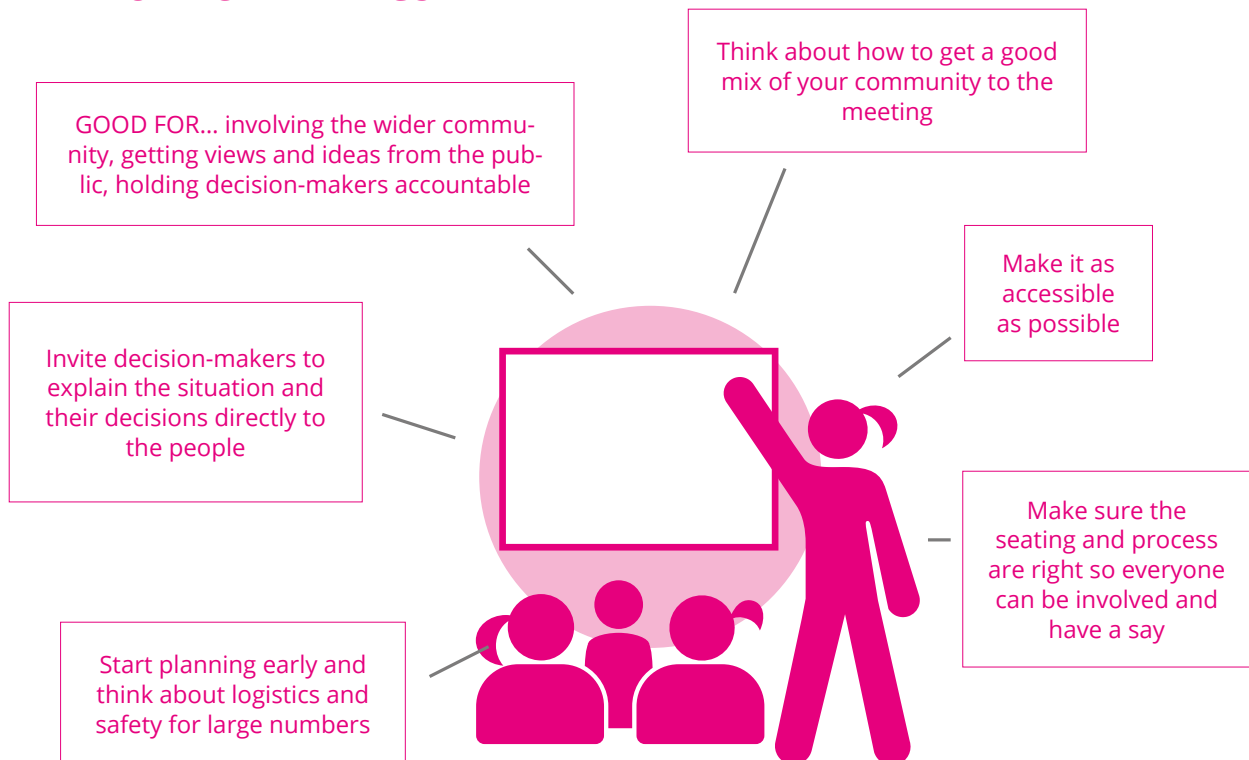 Think about how to get a good
mix of your community to the
meeting
GOOD FOR... involving the wider commu-
nity, getting views and ideas from the pub-
lic, holding decision-makers accountable
Make it as
accessible
as possible
Invite decision-makers to
explain the situation and
their decisions directly to
the people
Make sure the
seating and process
are right so everyone
can be involved and
have a say
Start planning early and
think about logistics and
safety for large numbers